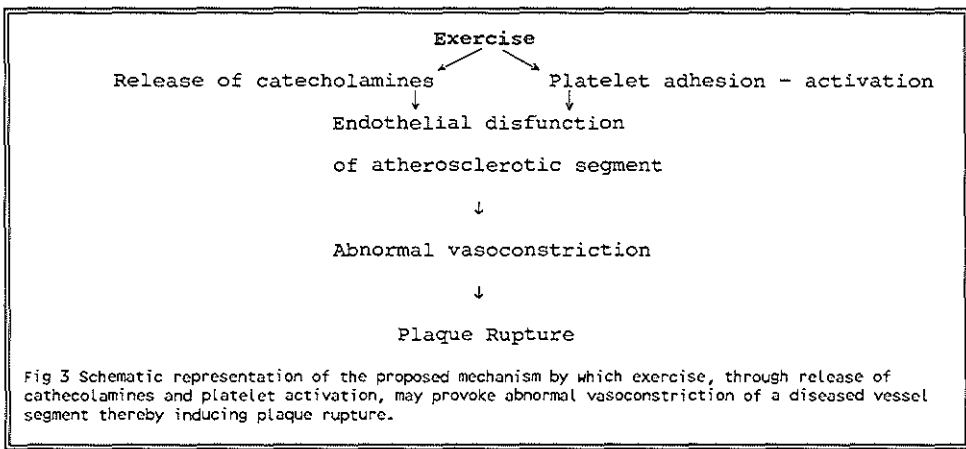 Exercise
Release of catecholamines Platelet adhesion - activation
Endothelial disfunction
of atherosclerotic segment
Abnormal vasoconstriction
Plaque Rupture
Fig 3 Schematic representation of the proposed mechanism by which exercise, through release of
cathecolamines and platelet activation, may provoke abnormal vasoconstriction of a diseased vessel
segment thereby inducing plaque rupture.